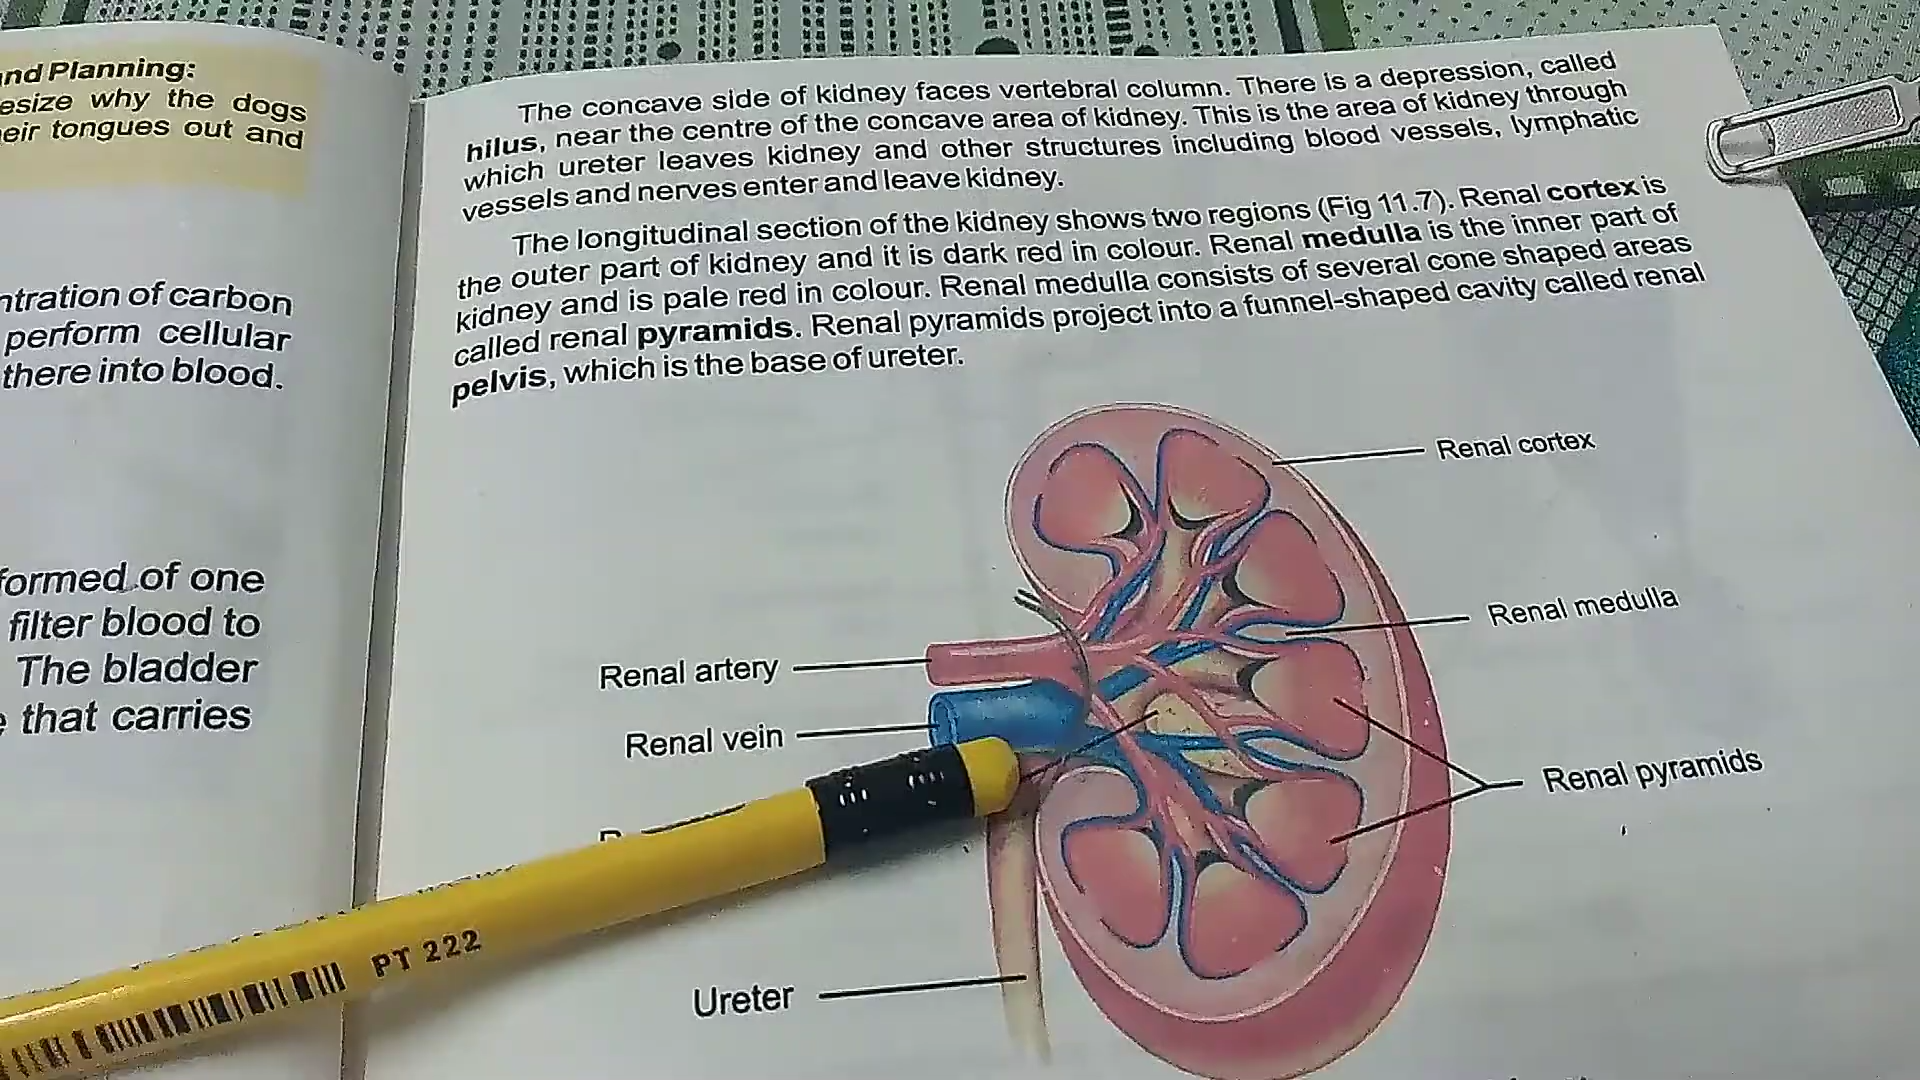 and Planning:
esize why the dogs
eir tongues out and
ntration of carbon
perform cellular
there into blood.
formed of one
filter blood to
The bladder
that carries
The concave side of kidney faces vertebral column. There is a depression, called
hilus, near the centre of the concave area of kidney. This is the area of kidney through
which ureter leaves kidney and other structures including blood vessels, lymphatic
vessels and nerves enter and leave kidney.
The longitudinal section of the kidney shows two regions (Fig 11.7). Renal cortex is
the outer part of kidney and it is dark red in colour. Renal medulla is the inner part of
kidney and is pale red in colour. Renal medulla consists of several cone shaped areas
called renal pyramids. Renal pyramids project into a funnel-shaped cavity called renal
pelvis, which is the base of ureter.
Renal cortex
Renal medulla
Renal artery
Renal vein
Renal pyramids
Ureter
PT 222